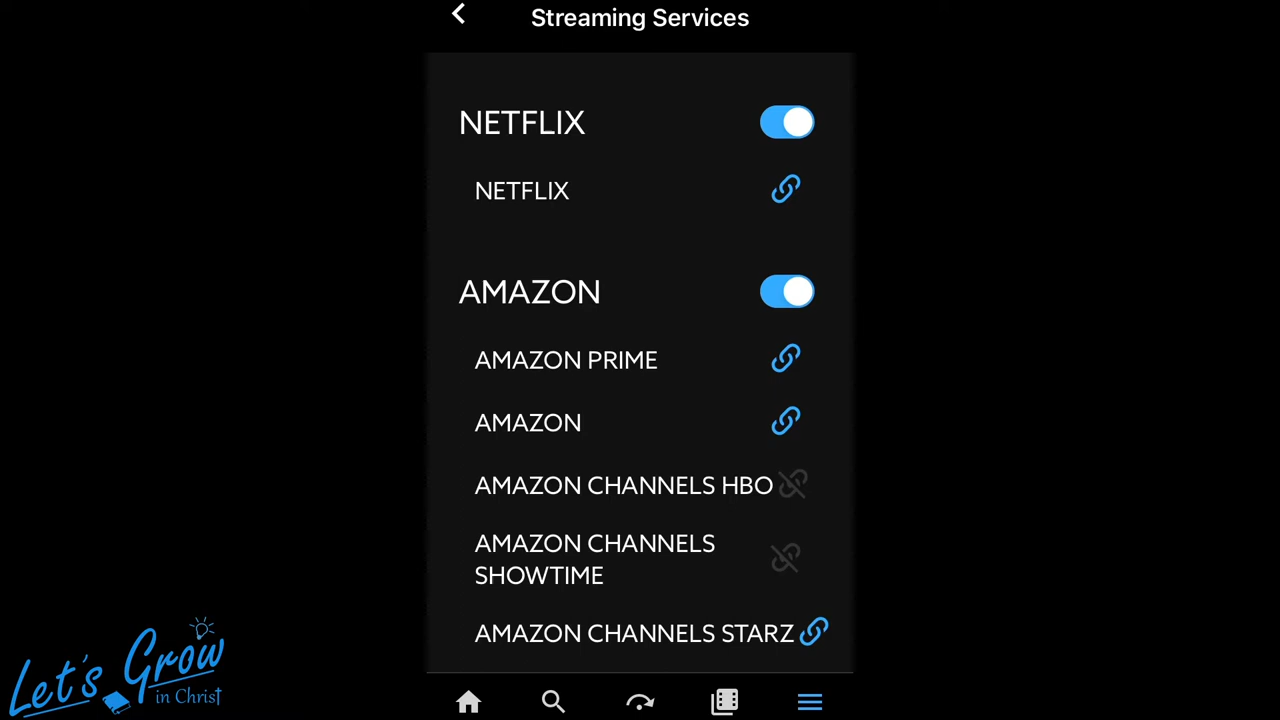 Streaming Services
NETFLIX
NETFLIX
AMAZON
AMAZON PRIME
AMAZON
AMAZON CHANNELS HBO
AMAZON CHANNELS
SHOWTIME
AMAZON CHANNELS STARZ
Let's Grow
in Christ